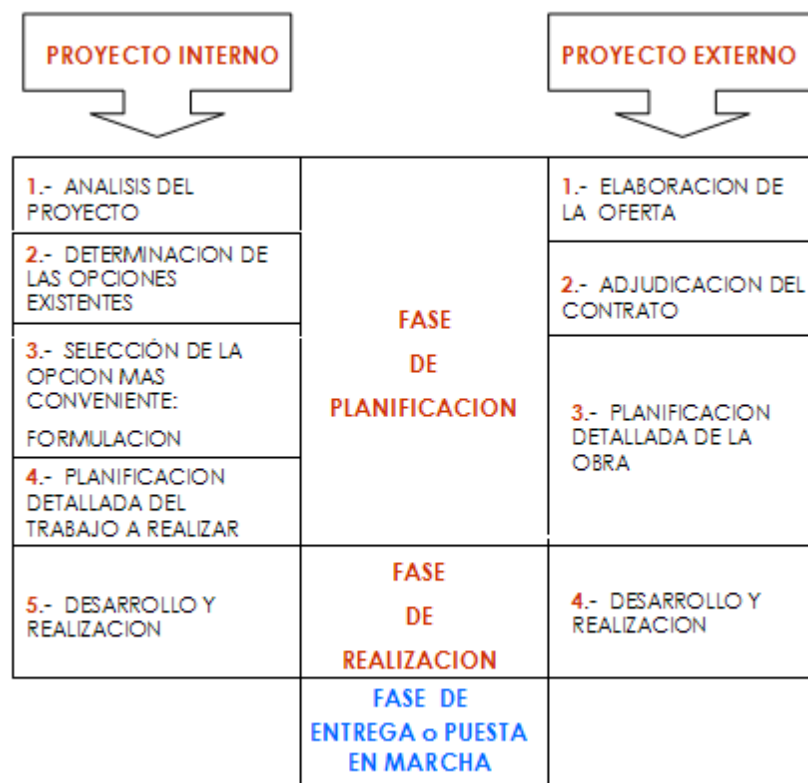 PROYECTO INTERNO
PROYECTO EXTERNO
1.- ANALISIS DEL
PROYECTO
2.- DETERMINACION DE
LAS OPCIONES
EXISTENTES
3.- SELECCIÓN DE LA
OPCION MAS
CONVENIENTE:
FORMULACION
4.- PLANIFICACION
DETALLADA DEL
TRABAJO A REALIZAR
5.- DESARROLLO Y
REALIZACION
FASE
DE
PLANIFICACION
FASE
DE
REALIZACION
FASE DE
ENTREGA o PUESTA
EN MARCHA
1.- ELABORACION DE
LA OFERTA
2.- ADJUDICACION DEL
CONTRATO
3.- PLANIFICACION
DETALLADA DE LA
OBRA
4.- DESARROLLO Y
REALIZACION